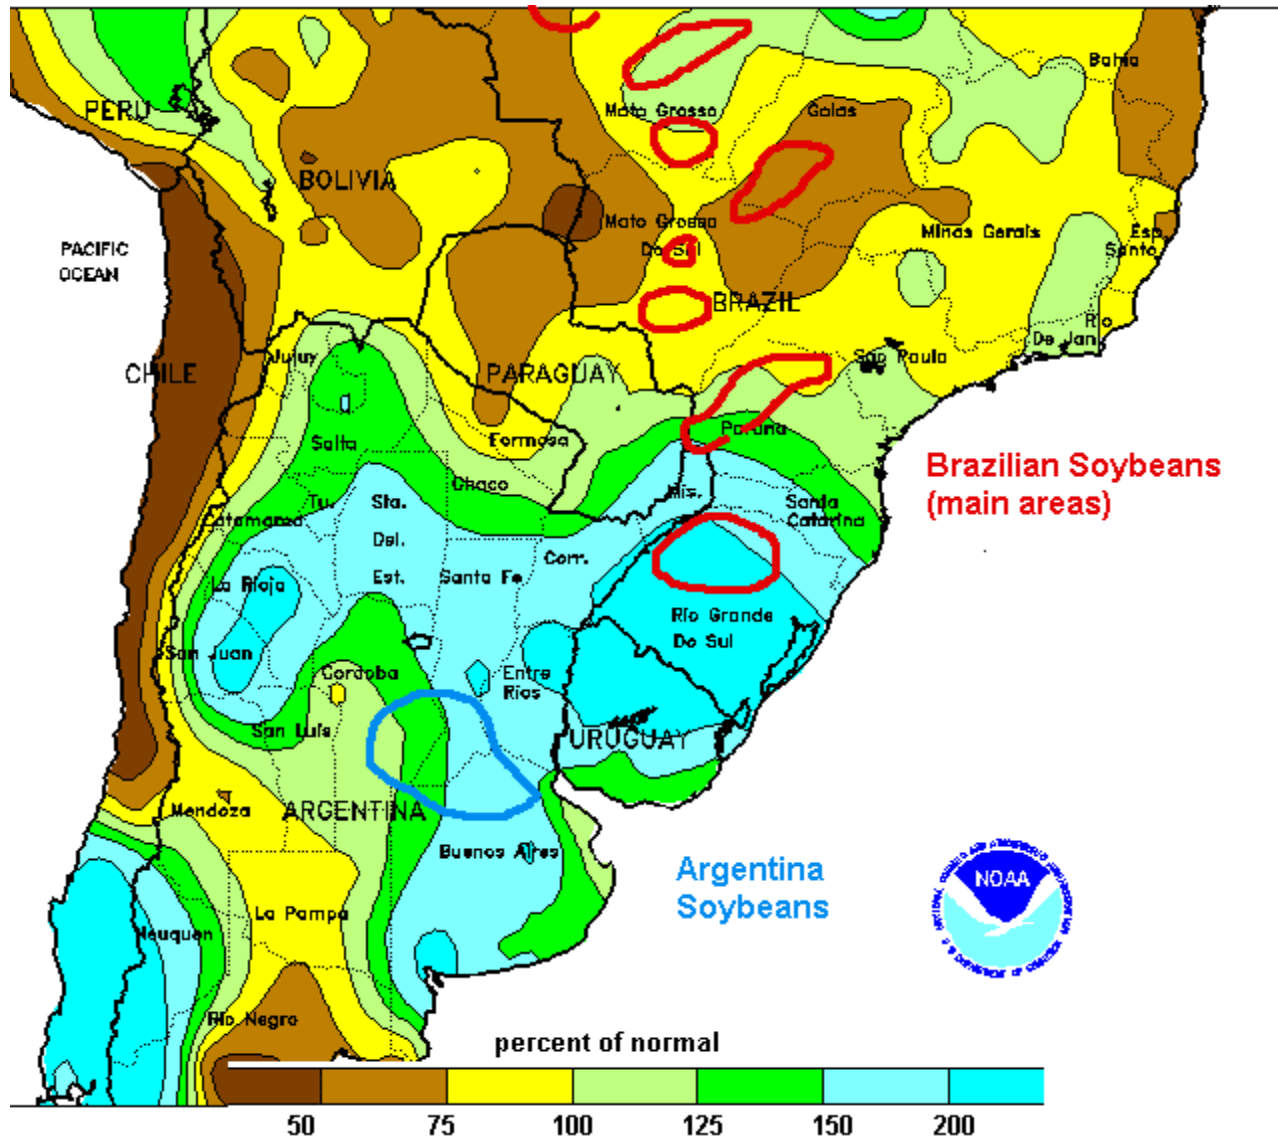 Bahia
PERU
Mato Grosso
Goias
BOLIVIA
Mato Grosso
Do Sul
Minas Gerais
Esp.
Santo
PACIFIC
OCEAN
BRAZIL
Rio
De Jan.
Jujuy
CHILE
PARAGUAY
Sao Paulo
Salta
Formosa
Parana
Brazilian Soybeans
(main areas)
Chaco
Mis.
Tu.
Sta.
Santa
Catarina
Catamarca
Del.
Corr.
La Rioja
Est.
Santa Fe
Rio Grande
Do Sul
San Juan
Cordoba
Entre
Rios
San Luis
URUGUAY
Mendoza
ARGENTINA
Buenos Aires
Argentina
Soybeans
NOAA
La Pampa
Neuquen
Rio Negro
percent of normal
50 75 100 125 150 200